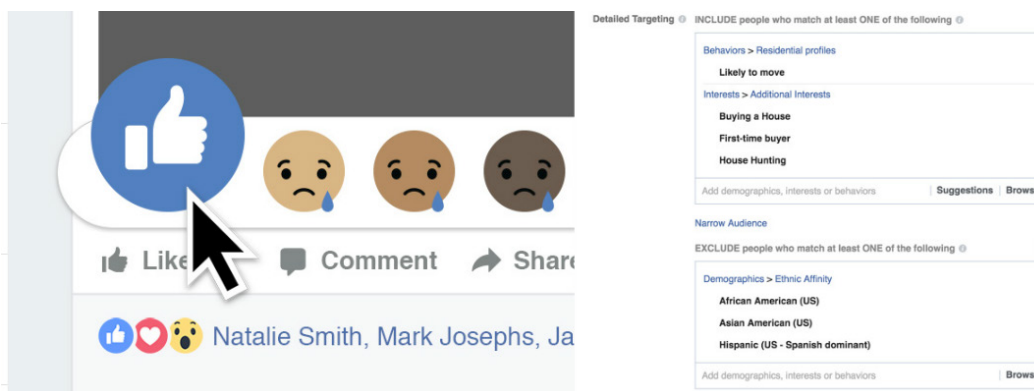 Like Comment Share
Natalie Smith, Mark Josephs, Ja
Detailed Targeting INCLUDE people who match at least ONE of the following
Behaviors > Residential profiles
Likely to move
Interests > Additional Interests
Buying a House
First-time buyer
House Hunting
Add demographics, interests or behaviors Suggestions Brows
Narrow Audience
EXCLUDE people who match at least ONE of the following
Demographics > Ethnic Affinity
African American (US)
Asian American (US)
Hispanic (US - Spanish dominant)
Add demographics, interests or behaviors Brows